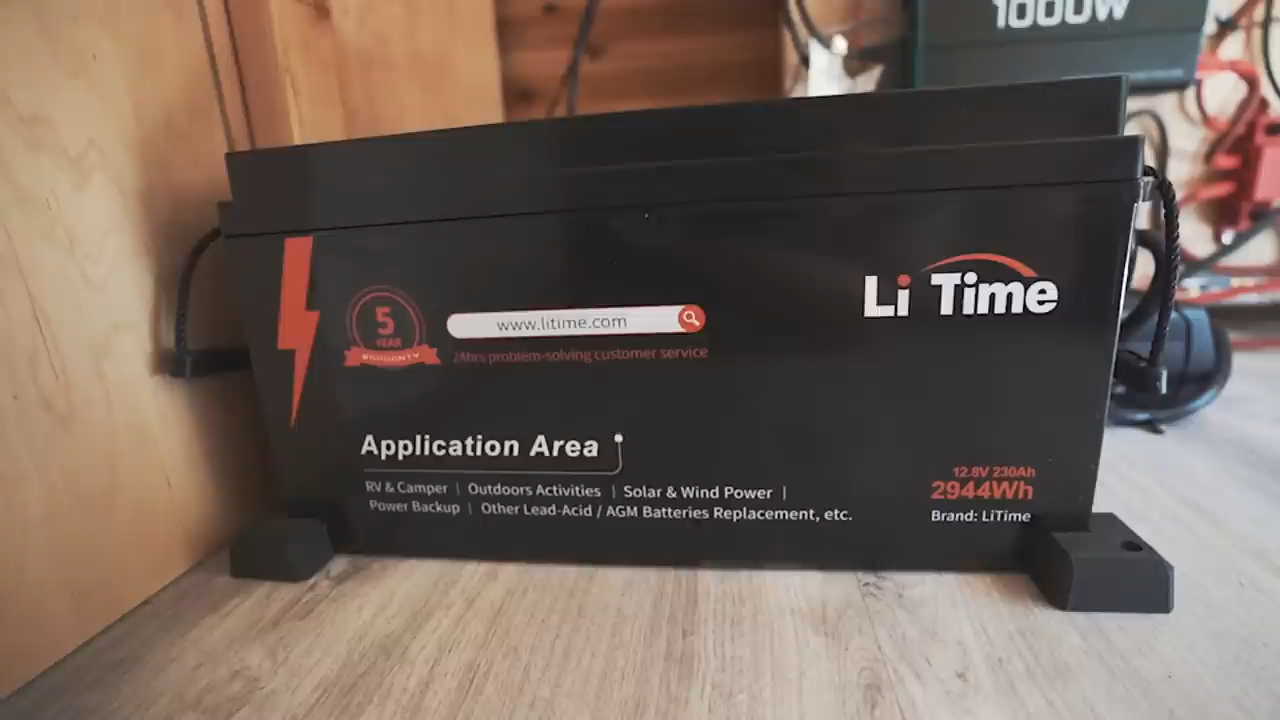 1000W
Li Time
5
YEAR
WARRANTY
www.litime.com
24hrs problem-solving customer service
Application Area
RV & Camper | Outdoors Activities | Solar & Wind Power |
Power Backup | Other Lead-Acid / AGM Batteries Replacement, etc.
12.8V 230Ah
2944Wh
Brand: LiTime